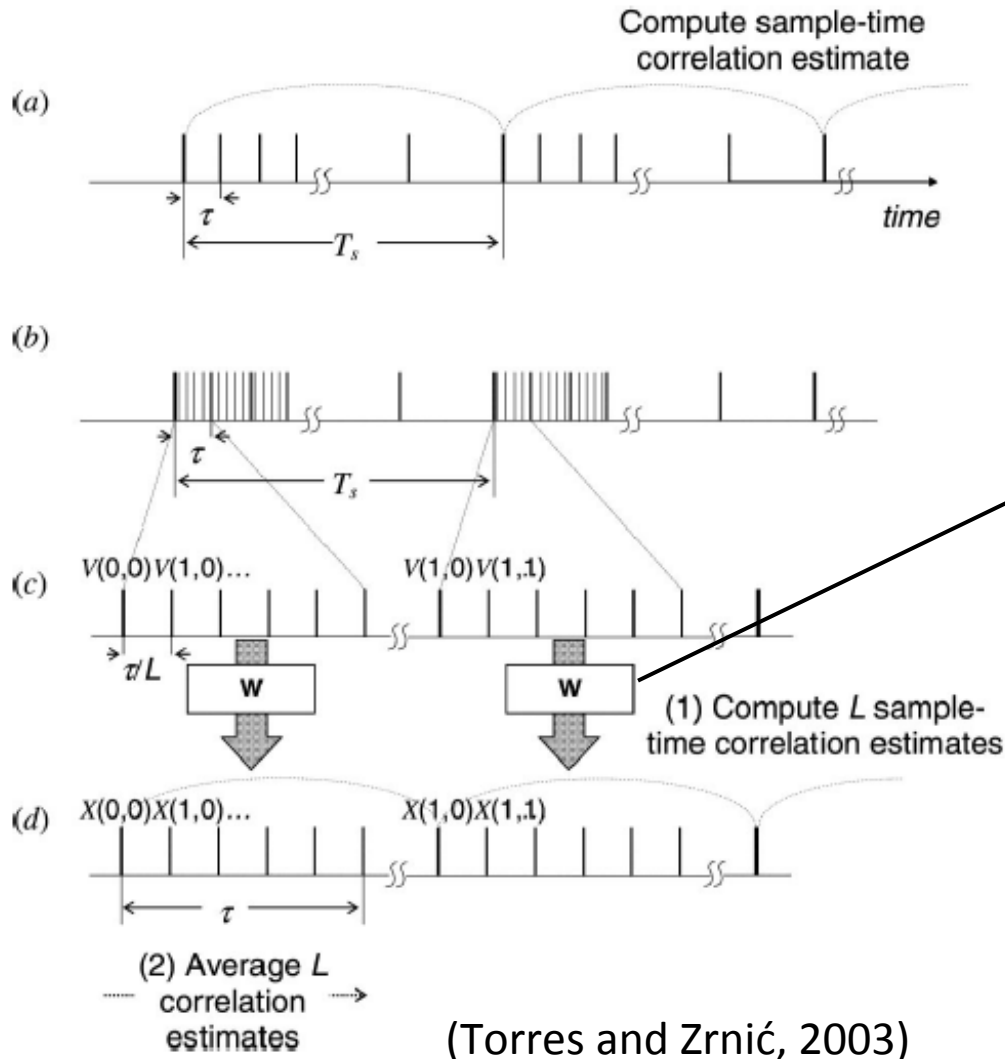 Compute sample-time
correlation estimate
(a)
τ
T_s
time
(b)
τ
T_s
(c)
V(0,0)V(1,0)... V(1,0)V(1,.1)
τ/L
W W
(1) Compute L sample-
time correlation estimates
(d)
X(0,0)X(1,0)... X(1,0)X(1,.1)
τ
(2) Average L
correlation
estimates
(Torres and Zrnić, 2003)